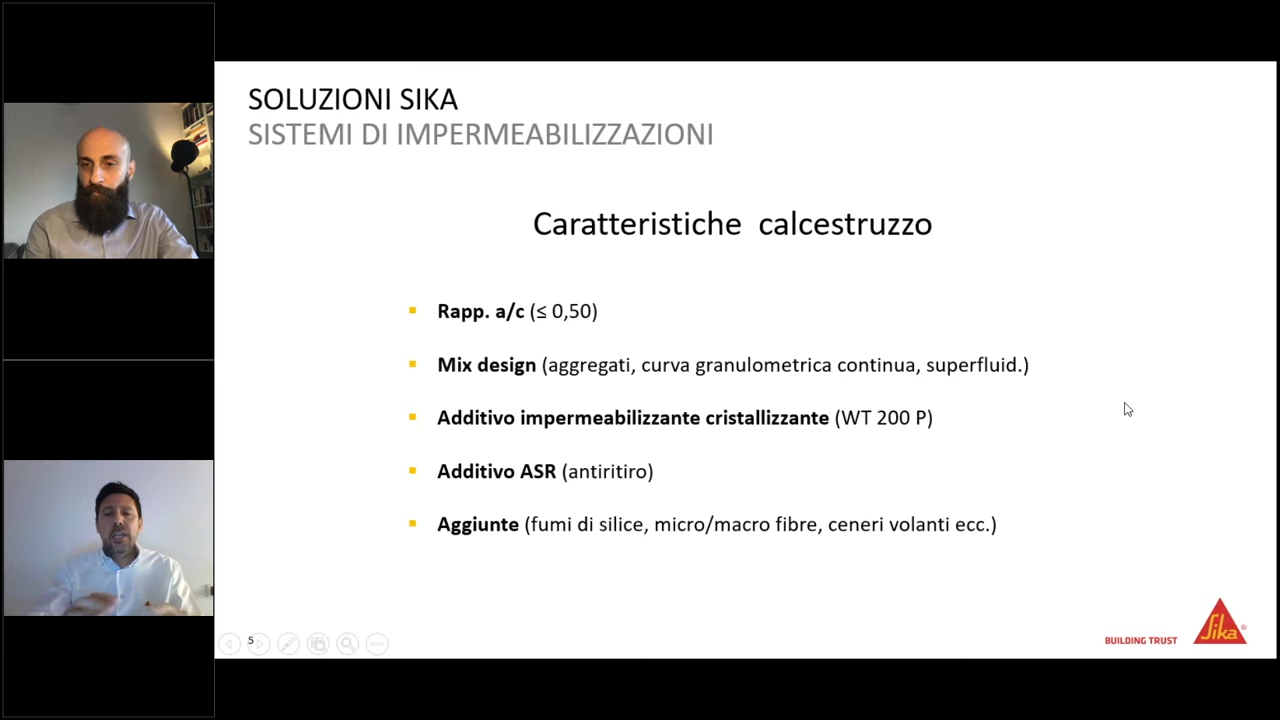 SOLUZIONI SIKA
SISTEMI DI IMPERMEABILIZZAZIONI
Caratteristiche calcestruzzo
Rapp. a/c (≤ 0,50)
Mix design (aggregati, curva granulometrica continua, superfluid.)
Additivo impermeabilizzante cristallizzante (WT 200 P)
Additivo ASR (antiritiro)
Aggiunte (fumi di silice, micro/macro fibre, ceneri volanti ecc.)
5
BUILDING TRUST
Sika®